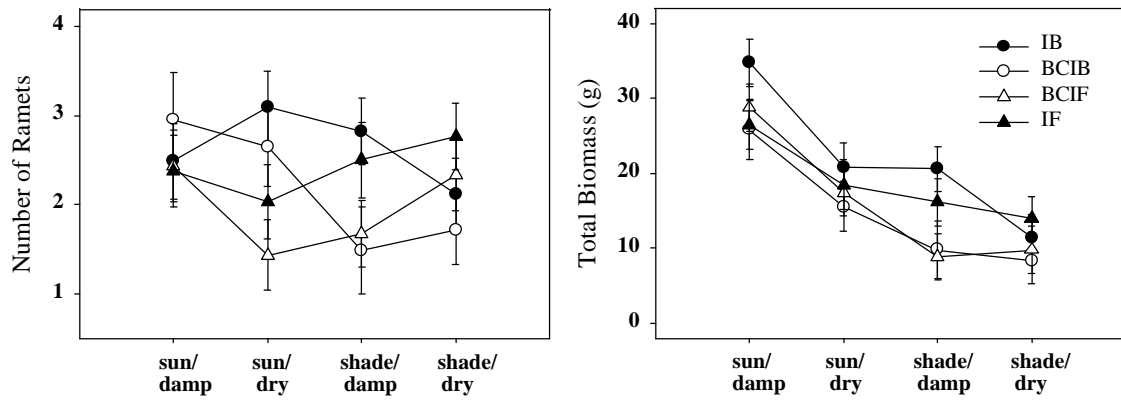 Number of Ramets
4
3
2
1
sun/
damp
sun/
dry
shade/
damp
shade/
dry
Total Biomass (g)
40
30
20
10
0
IB
BCIB
BCIF
IF
sun/
damp
sun/
dry
shade/
damp
shade/
dry